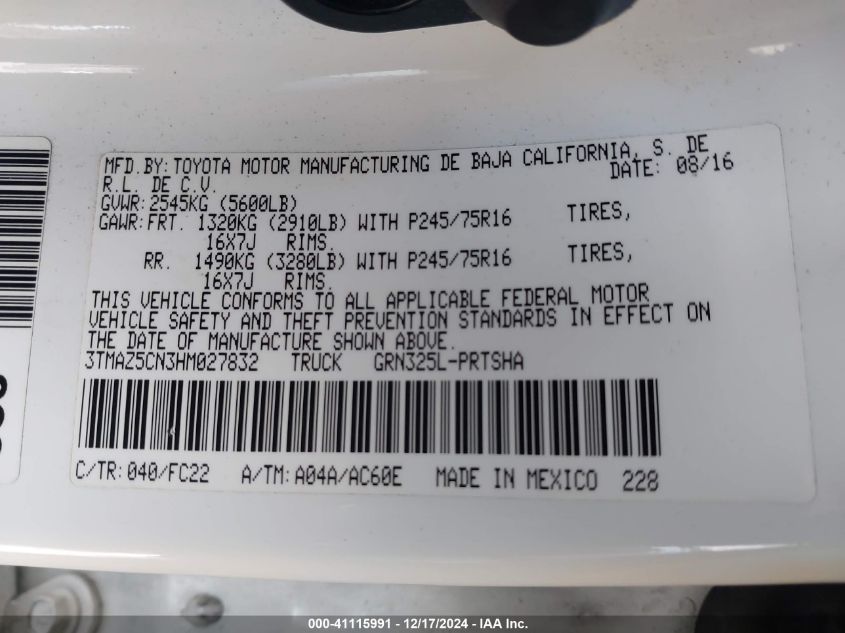 MFD.BY:TOYOTA MOTOR MANUFACTURING DE BAJA CALIFORNIA, S. DE
R.L. DE C.V. DATE: 08/16
GVWR:2545KG (5600LB)
GAWR:FRT. 1320KG (2910LB) WITH P245/75R16 TIRES,
16X7J RIMS.
RR. 1490KG (3280LB) WITH P245/75R16 TIRES,
16X7J RIMS.
THIS VEHICLE CONFORMS TO ALL APPLICABLE FEDERAL MOTOR
VEHICLE SAFETY AND THEFT PREVENTION STANDARDS IN EFFECT ON
THE DATE OF MANUFACTURE SHOWN ABOVE.
3TMAZ5CN3HM027832 TRUCK GRN325L-PRTSHA
C/TR:040/FC22 A/TM:A04A/AC60E MADE IN MEXICO 228
000-41115991 - 12/17/2024 - IAA Inc.